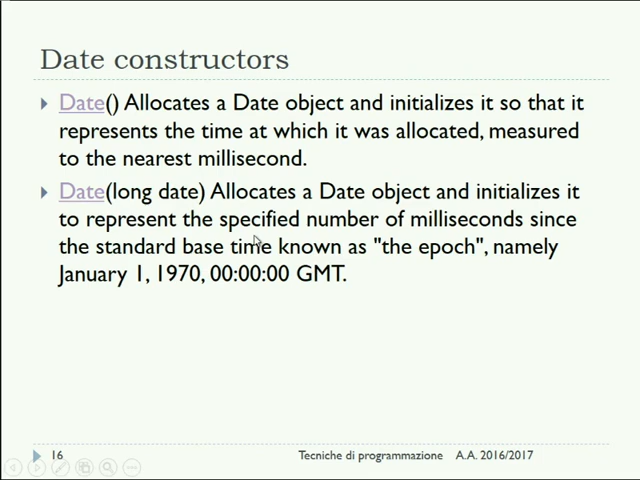 Date constructors
Date() Allocates a Date object and initializes it so that it
represents the time at which it was allocated, measured
to the nearest millisecond.
Date(long date) Allocates a Date object and initializes it
to represent the specified number of milliseconds since
the standard base time known as "the epoch", namely
January 1, 1970, 00:00:00 GMT.
16
Tecniche di programmazione A.A. 2016/2017